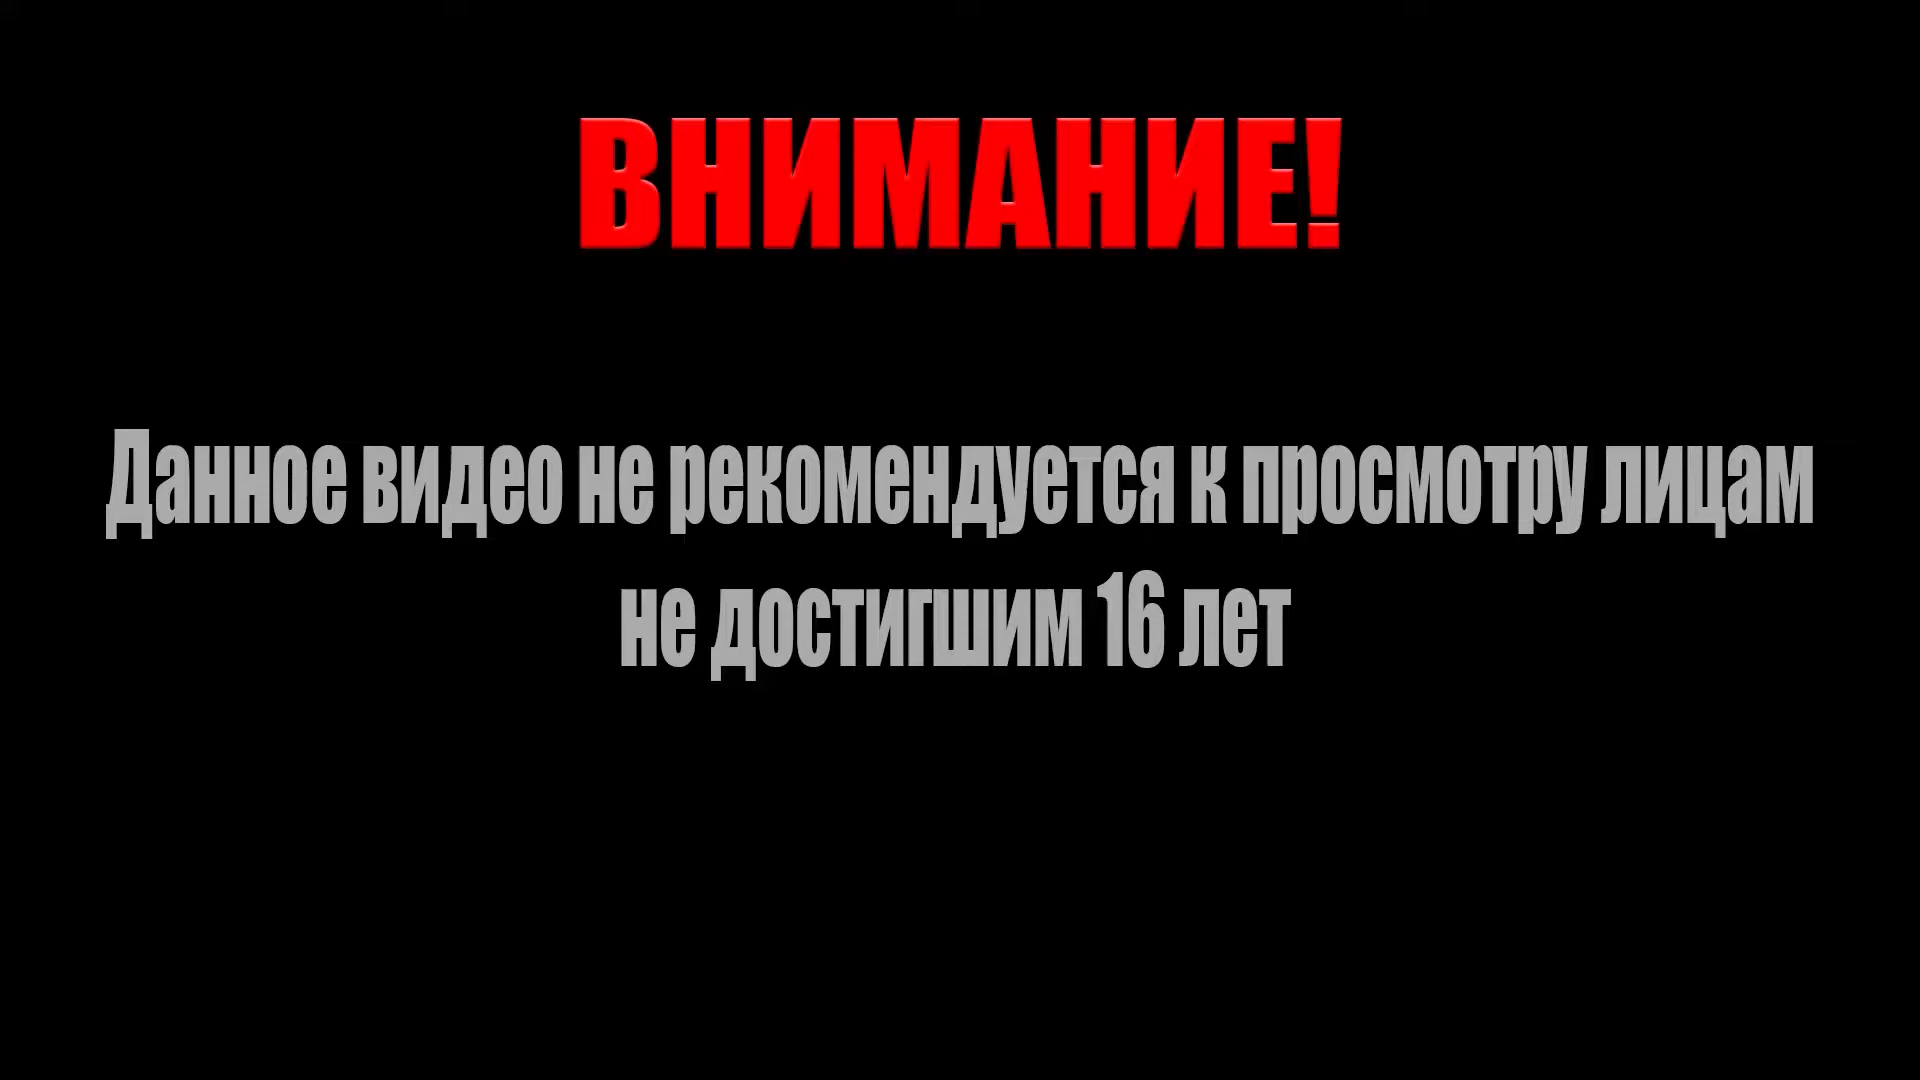 ВНИМАНИЕ!
Данное видео не рекомендуется к просмотру лицам
не достигшим 16 лет